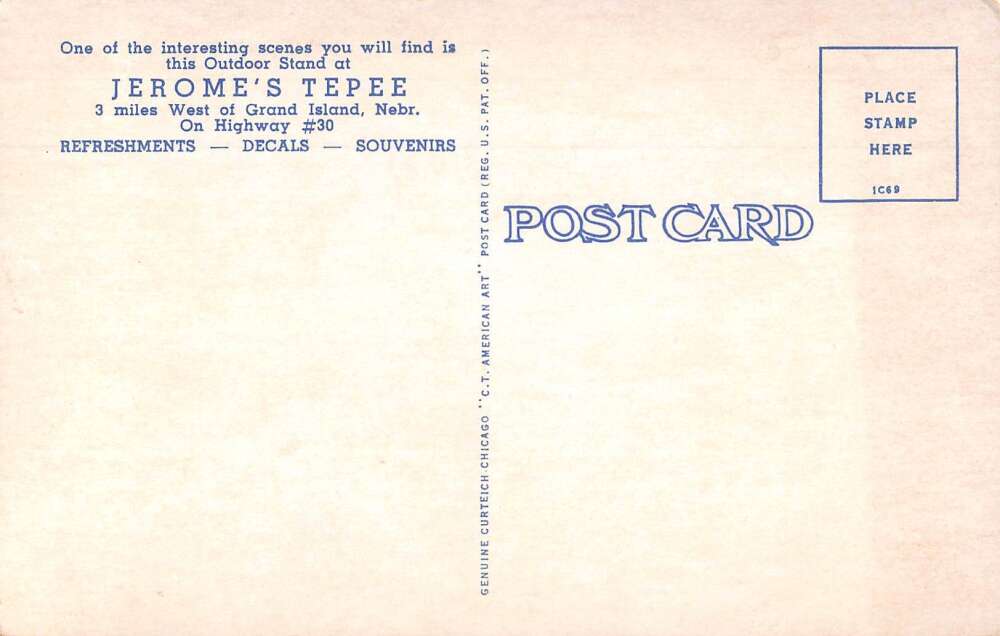 One of the interesting scenes you will find is
this Outdoor Stand at
JEROME'S TEPEE
3 miles West of Grand Island, Nebr.
On Highway #30
REFRESHMENTS — DECALS — SOUVENIRS
GENUINE CURTEICH-CHICAGO "C.T. AMERICAN ART" POST CARD (REG. U.S. PAT. OFF.)
POST CARD
PLACE
STAMP
HERE
1C69